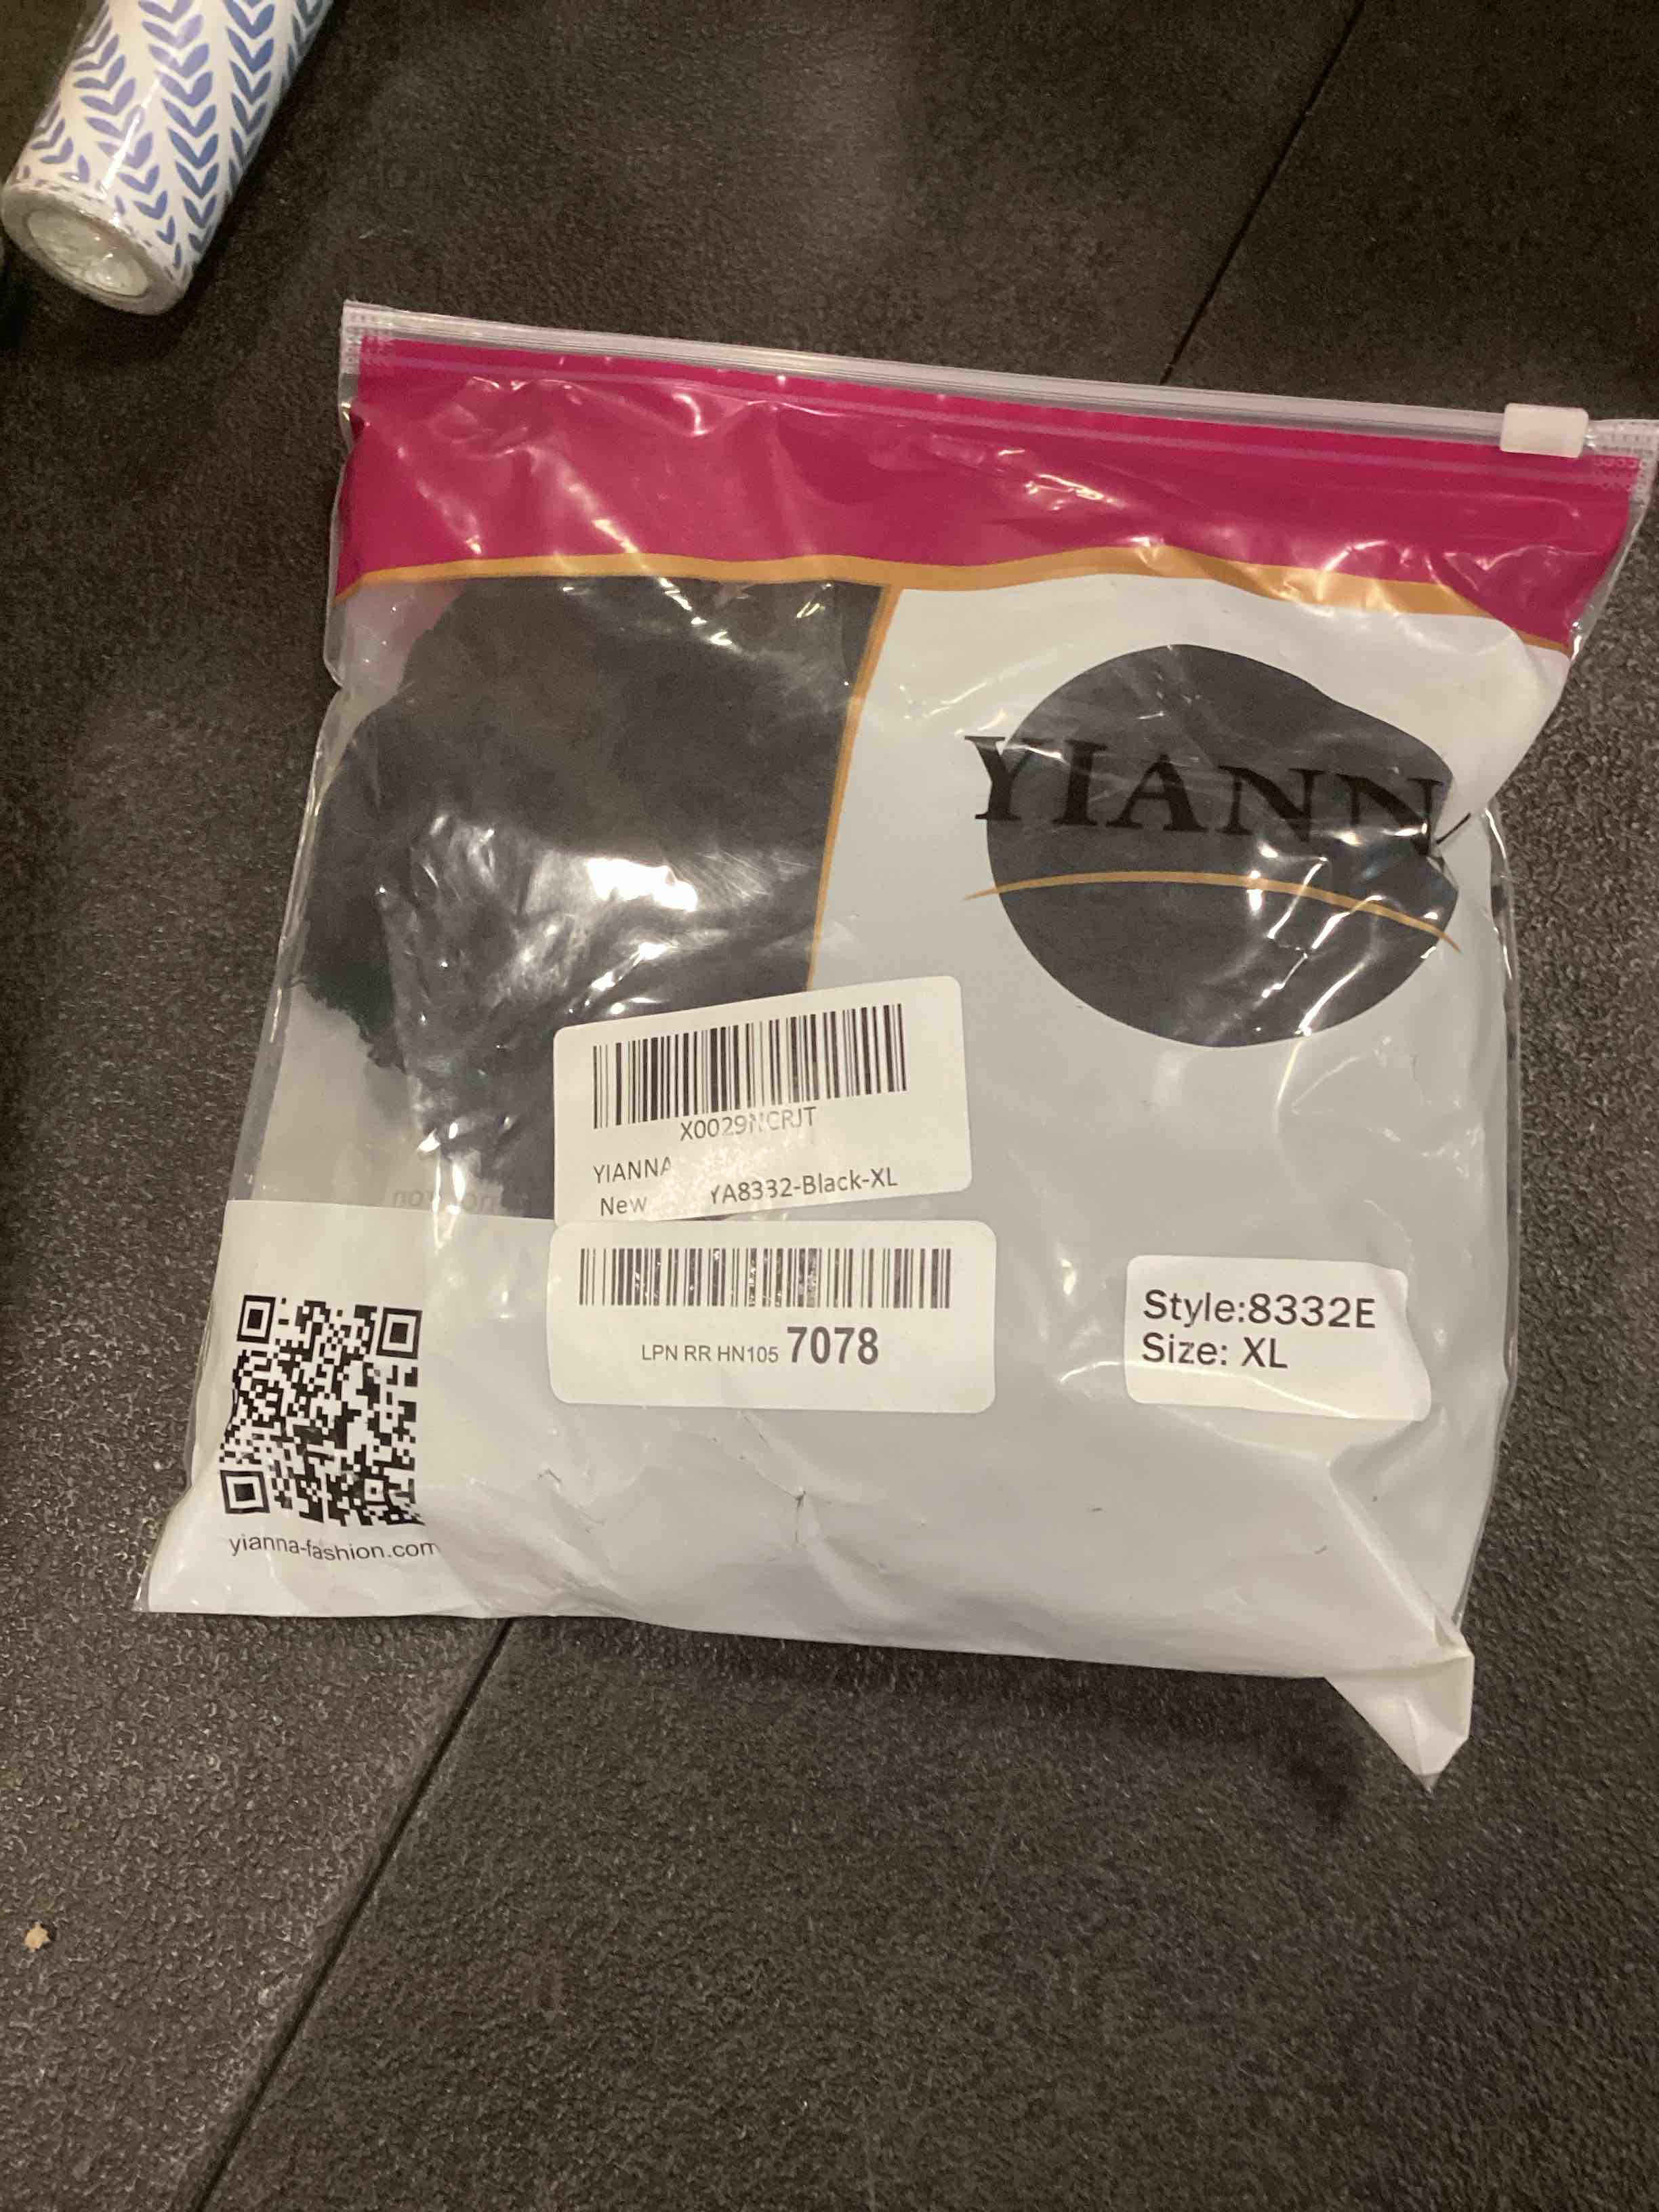 YIANN
X0029NCRJT
YIANNA
New YA8332-Black-XL
LPN RR HN105 7078
Style:8332E
Size: XL
yianna-fashion.com